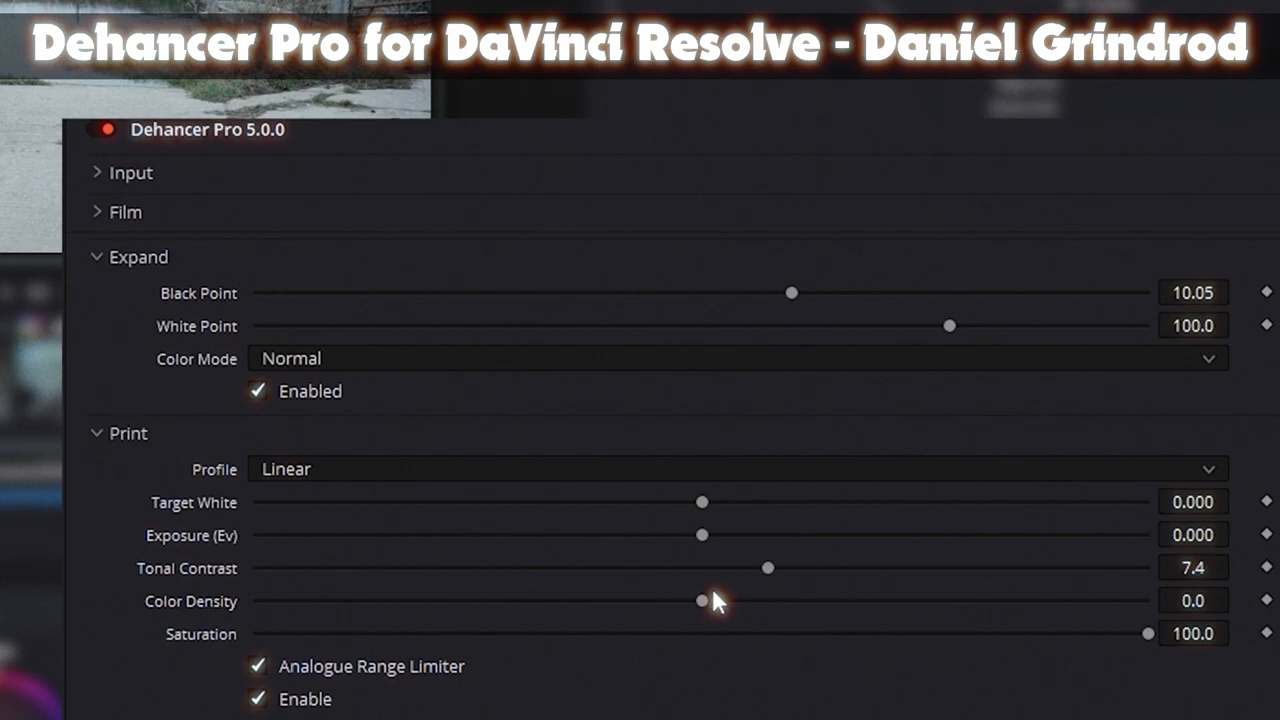 Dehancer Pro for DaVinci Resolve - Daniel Grindrod
Dehancer Pro 5.0.0
Input
Film
Expand
Black Point 10.05
White Point 100.0
Color Mode Normal
Enabled
Print
Profile Linear
Target White 0.000
Exposure (Ev) 0.000
Tonal Contrast 7.4
Color Density 0.0
Saturation 100.0
Analogue Range Limiter
Enable